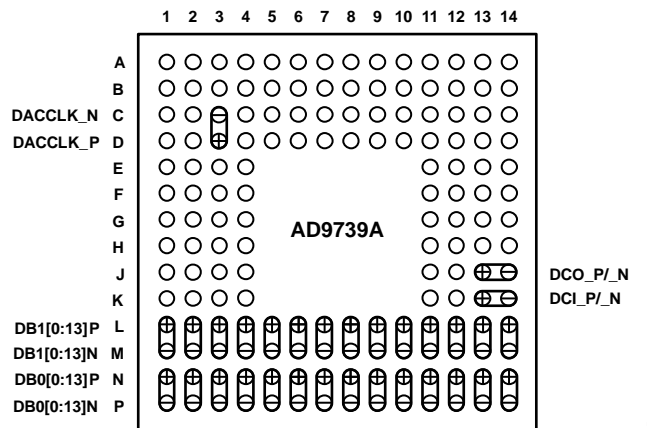 1 2 3 4 5 6 7 8 9 10 11 12 13 14
A
B
DACCLK_N C
DACCLK_P D
E
F
G
AD9739A
H
J DCO_P/_N
K DCI_P/_N
DB1[0:13]P L
DB1[0:13]N M
DB0[0:13]P N
DB0[0:13]N P